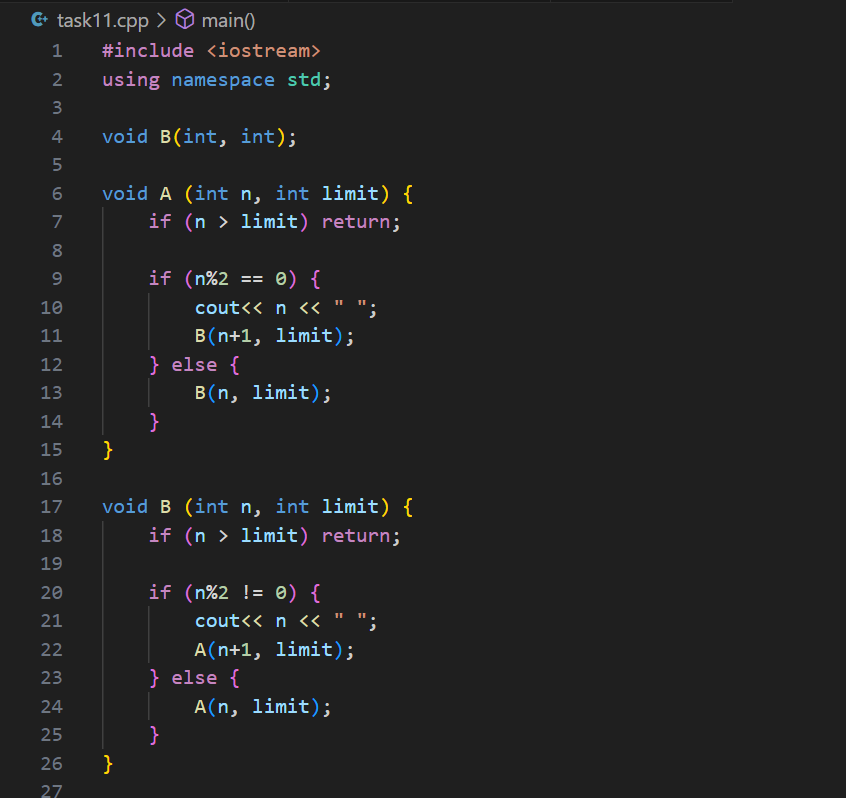 task11.cpp > main()
1 #include <iostream>
2 using namespace std;
3
4 void B(int, int);
5
6 void A (int n, int limit) {
7     if (n > limit) return;
8
9     if (n%2 == 0) {
10         cout<< n << " ";
11         B(n+1, limit);
12     } else {
13         B(n, limit);
14     }
15 }
16
17 void B (int n, int limit) {
18     if (n > limit) return;
19
20     if (n%2 != 0) {
21         cout<< n << " ";
22         A(n+1, limit);
23     } else {
24         A(n, limit);
25     }
26 }
27